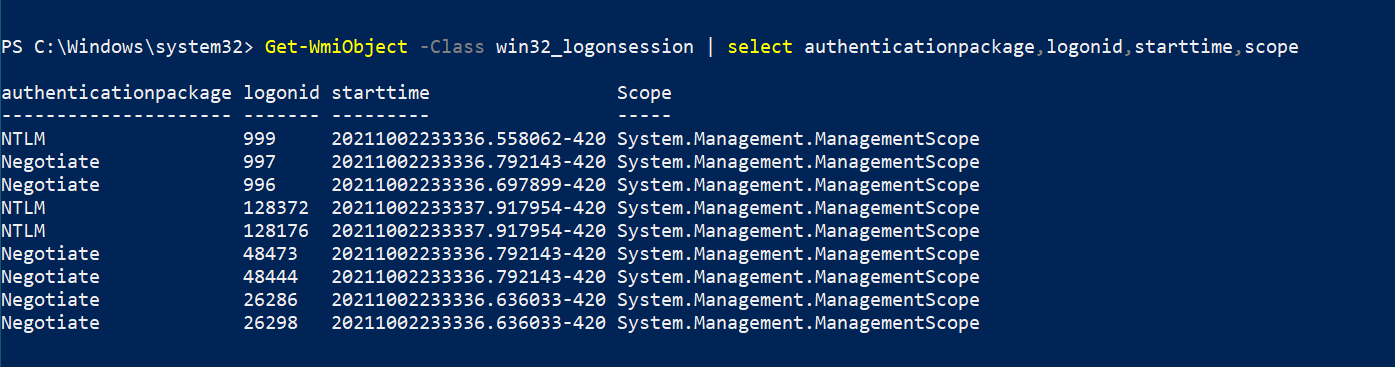 PS C:\Windows\system32> Get-WmiObject -Class win32_logonsession | select authenticationpackage,logonid,starttime,scope
authenticationpackage logonid starttime                 Scope
--------------------- ------- ---------                 -----
NTLM                  999     20211002233336.558062-420 System.Management.ManagementScope
Negotiate             997     20211002233336.792143-420 System.Management.ManagementScope
Negotiate             996     20211002233336.697899-420 System.Management.ManagementScope
NTLM                  128372  20211002233337.917954-420 System.Management.ManagementScope
NTLM                  128176  20211002233337.917954-420 System.Management.ManagementScope
Negotiate             48473   20211002233336.792143-420 System.Management.ManagementScope
Negotiate             48444   20211002233336.792143-420 System.Management.ManagementScope
Negotiate             26286   20211002233336.636033-420 System.Management.ManagementScope
Negotiate             26298   20211002233336.636033-420 System.Management.ManagementScope